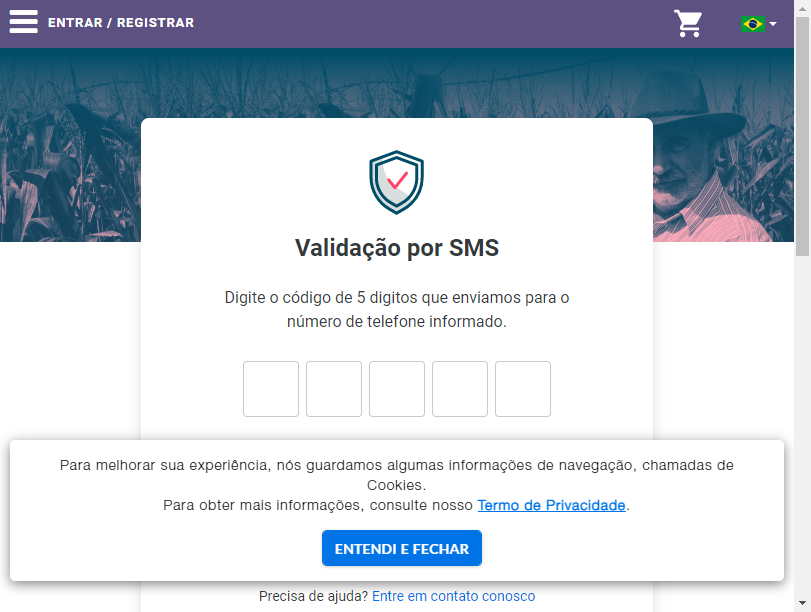 ENTRAR / REGISTRAR
Validação por SMS
Digite o código de 5 digitos que enviamos para o
número de telefone informado.
Para melhorar sua experiência, nós guardamos algumas informações de navegação, chamadas de
Cookies.
Para obter mais informações, consulte nosso Termo de Privacidade.
ENTENDI E FECHAR
Precisa de ajuda? Entre em contato conosco